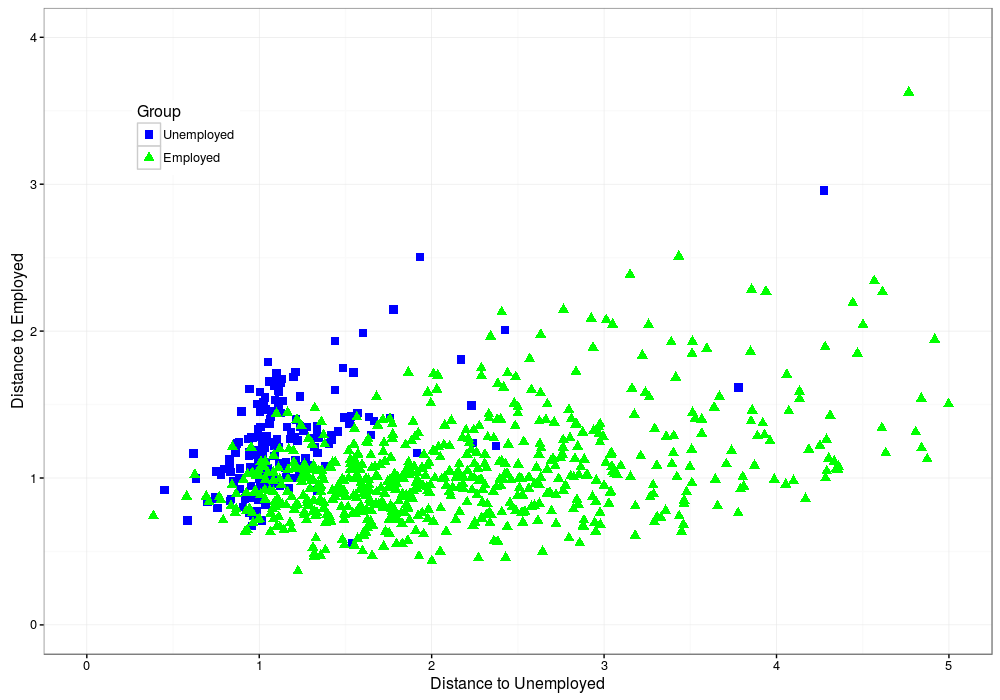 Group
Unemployed
Employed
Distance to Employed
4
3
2
1
0
0 1 2 3 4 5
Distance to Unemployed